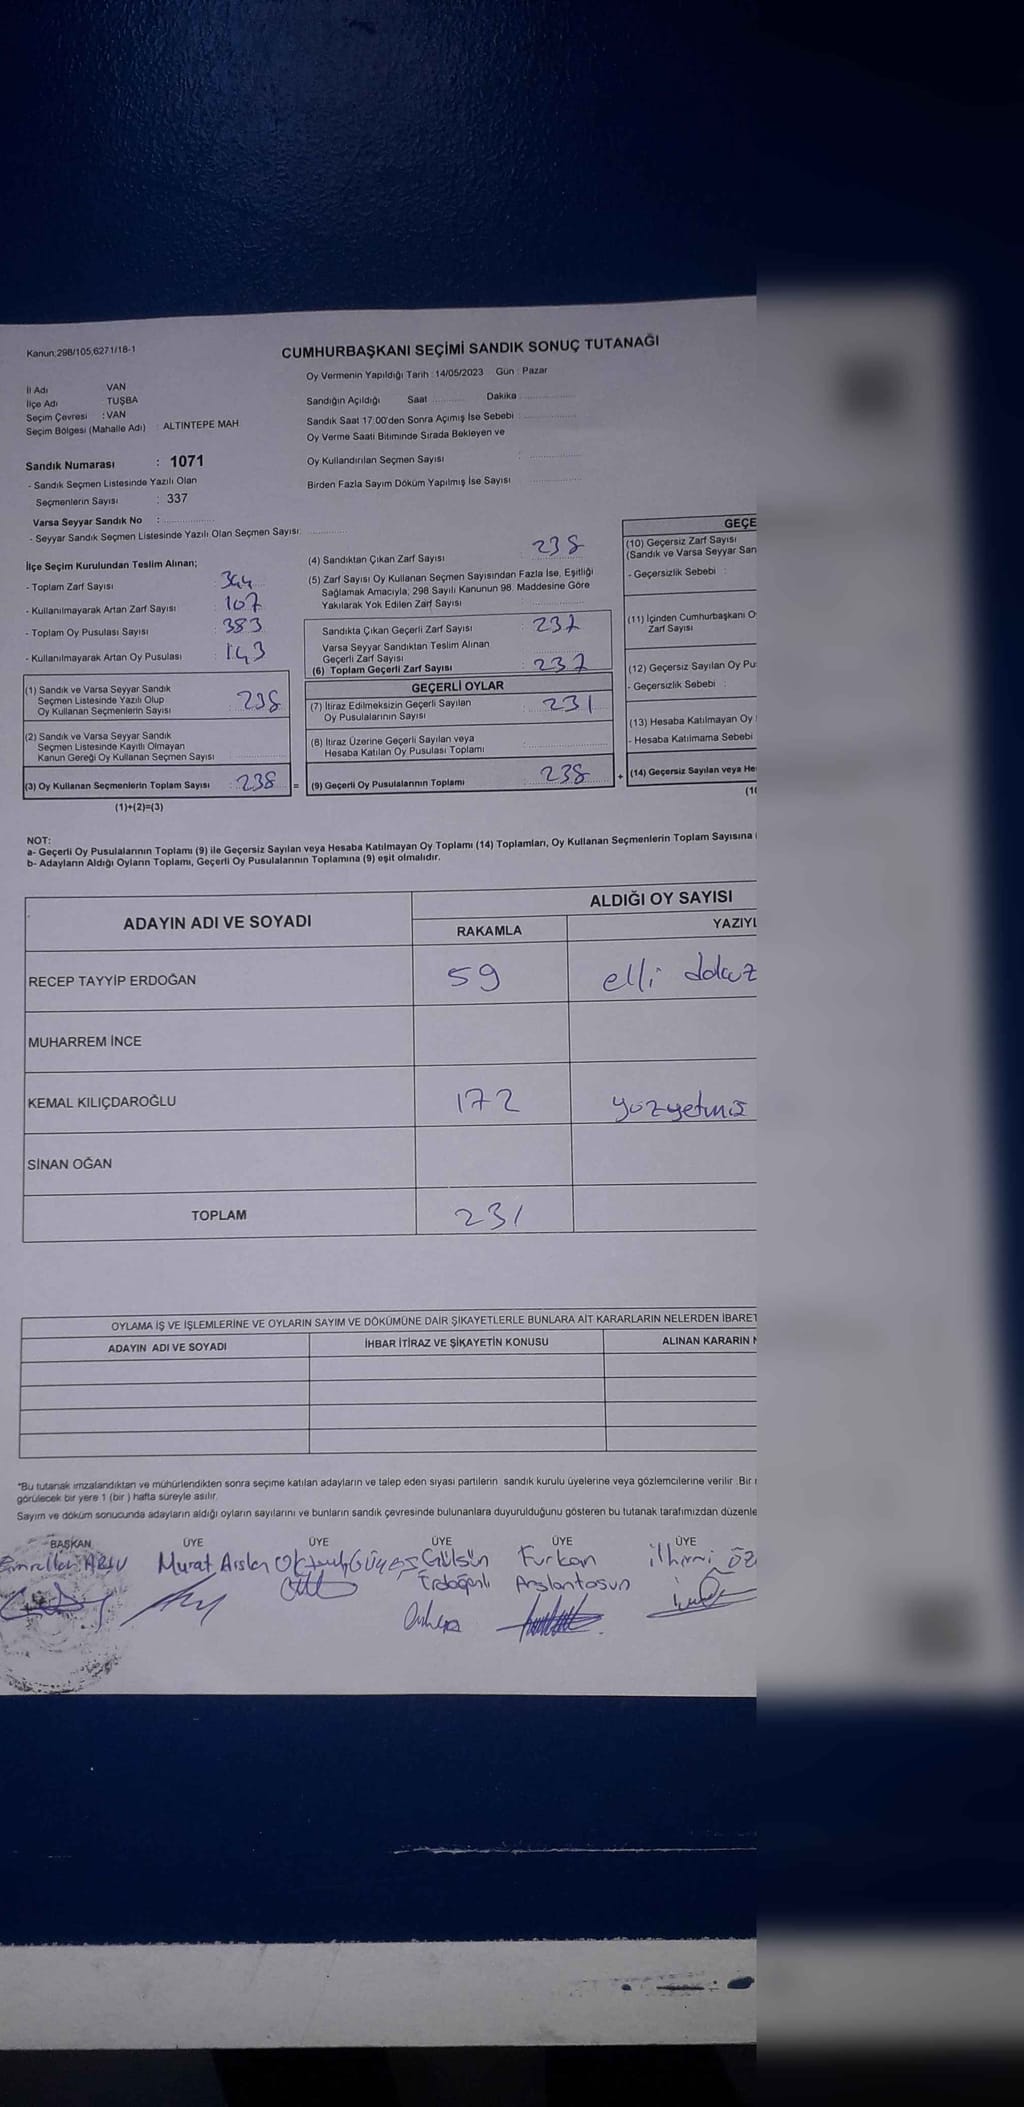 Kanun;298/105,6271/18-1
CUMHURBAŞKANI SEÇİMİ SANDIK SONUÇ TUTANAĞI
Oy Vermenin Yapıldığı Tarih : 14/05/2023 Gün : Pazar
İl Adı VAN
İlçe Adı TUŞBA
Seçim Çevresi : VAN
Seçim Bölgesi (Mahalle Adı) : ALTINTEPE MAH
Sandığın Açıldığı Saat ........... Dakika ...........
Sandık Saat 17.00'den Sonra Açımış İse Sebebi
Oy Verme Saati Bitiminde Sırada Bekleyen ve
Oy Kullandırılan Seçmen Sayısı
Birden Fazla Sayım Döküm Yapılmış İse Sayısı
Sandık Numarası : 1071
- Sandık Seçmen Listesinde Yazılı Olan
Seçmenlerin Sayısı : 337
Varsa Seyyar Sandık No :
- Seyyar Sandık Seçmen Listesinde Yazılı Olan Seçmen Sayısı:
İlçe Seçim Kurulundan Teslim Alınan;
- Toplam Zarf Sayısı : 344
- Kullanılmayarak Artan Zarf Sayısı : 107
- Toplam Oy Pusulası Sayısı : 383
- Kullanılmayarak Artan Oy Pusulası : 143
(1) Sandık ve Varsa Seyyar Sandık
Seçmen Listesinde Yazılı Olup
Oy Kullanan Seçmenlerin Sayısı : 238
(2) Sandık ve Varsa Seyyar Sandık
Seçmen Listesinde Kayıtlı Olmayan
Kanun Gereği Oy Kullanan Seçmen Sayısı :
(3) Oy Kullanan Seçmenlerin Toplam Sayısı : 238 =
(1)+(2)=(3)
(4) Sandıktan Çıkan Zarf Sayısı 238
(5) Zarf Sayısı Oy Kullanan Seçmen Sayısından Fazla İse, Eşitliği
Sağlamak Amacıyla, 298 Sayılı Kanunun 98. Maddesine Göre
Yakılarak Yok Edilen Zarf Sayısı
Sandıkta Çıkan Geçerli Zarf Sayısı : 237
Varsa Seyyar Sandıktan Teslim Alınan
Geçerli Zarf Sayısı
(6) Toplam Geçerli Zarf Sayısı : 237
GEÇERLİ OYLAR
(7) İtiraz Edilmeksizin Geçerli Sayılan
Oy Pusulalarının Sayısı : 231
(8) İtiraz Üzerine Geçerli Sayılan veya
Hesaba Katılan Oy Pusulası Toplamı
(9) Geçerli Oy Pusulalarının Toplamı : 238 +
GEÇE
(10) Geçersiz Zarf Sayısı
(Sandık ve Varsa Seyyar San
- Geçersizlik Sebebi :
(11) İçinden Cumhurbaşkanı O
Zarf Sayısı
(12) Geçersiz Sayılan Oy Pu
- Geçersizlik Sebebi :
(13) Hesaba Katılmayan Oy
- Hesaba Katılmama Sebebi
(14) Geçersiz Sayılan veya He
(1
NOT:
a- Geçerli Oy Pusulalarının Toplamı (9) ile Geçersiz Sayılan veya Hesaba Katılmayan Oy Toplamı (14) Toplamları, Oy Kullanan Seçmenlerin Toplam Sayısına
b- Adayların Aldığı Oyların Toplamı, Geçerli Oy Pusulalarının Toplamına (9) eşit olmalıdır.
ADAYIN ADI VE SOYADI ALDIĞI OY SAYISI
RAKAMLA YAZIYL
RECEP TAYYİP ERDOĞAN 59 elli dokuz
MUHARREM İNCE
KEMAL KILIÇDAROĞLU 172 yüzyetmiş
SİNAN OĞAN
TOPLAM 231
OYLAMA İŞ VE İŞLEMLERİNE VE OYLARIN SAYIM VE DÖKÜMÜNE DAİR ŞİKAYETLERLE BUNLARA AİT KARARLARIN NELERDEN İBARET
ADAYIN ADI VE SOYADI İHBAR İTİRAZ VE ŞİKAYETİN KONUSU ALINAN KARARIN
*Bu tutanak imzalandıktan ve mühürlendikten sonra seçime katılan adayların ve talep eden siyasi partilerin sandık kurulu üyelerine veya gözlemcilerine verilir. Bir
görülecek bir yere 1 (bir) hafta süreyle asılır.
Sayım ve döküm sonucunda adayların aldığı oyların sayılarını ve bunların sandık çevresinde bulunanlara duyurulduğunu gösteren bu tutanak tarafımızdan düzenle
BAŞKAN ÜYE ÜYE ÜYE ÜYE ÜYE
Murat Arslan Gülsün Furkan ilhami öz
Erdoğanlı Arslantosun